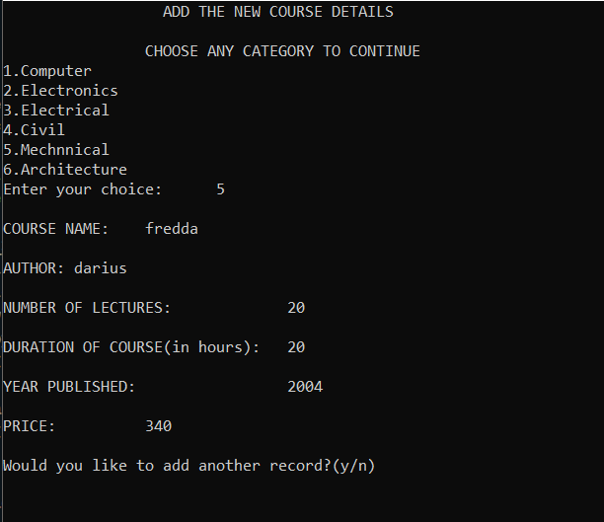 ADD THE NEW COURSE DETAILS
CHOOSE ANY CATEGORY TO CONTINUE
1.Computer
2.Electronics
3.Electrical
4.Civil
5.Mechnnical
6.Architecture
Enter your choice: 5
COURSE NAME: fredda
AUTHOR: darius
NUMBER OF LECTURES: 20
DURATION OF COURSE(in hours): 20
YEAR PUBLISHED: 2004
PRICE: 340
Would you like to add another record?(y/n)